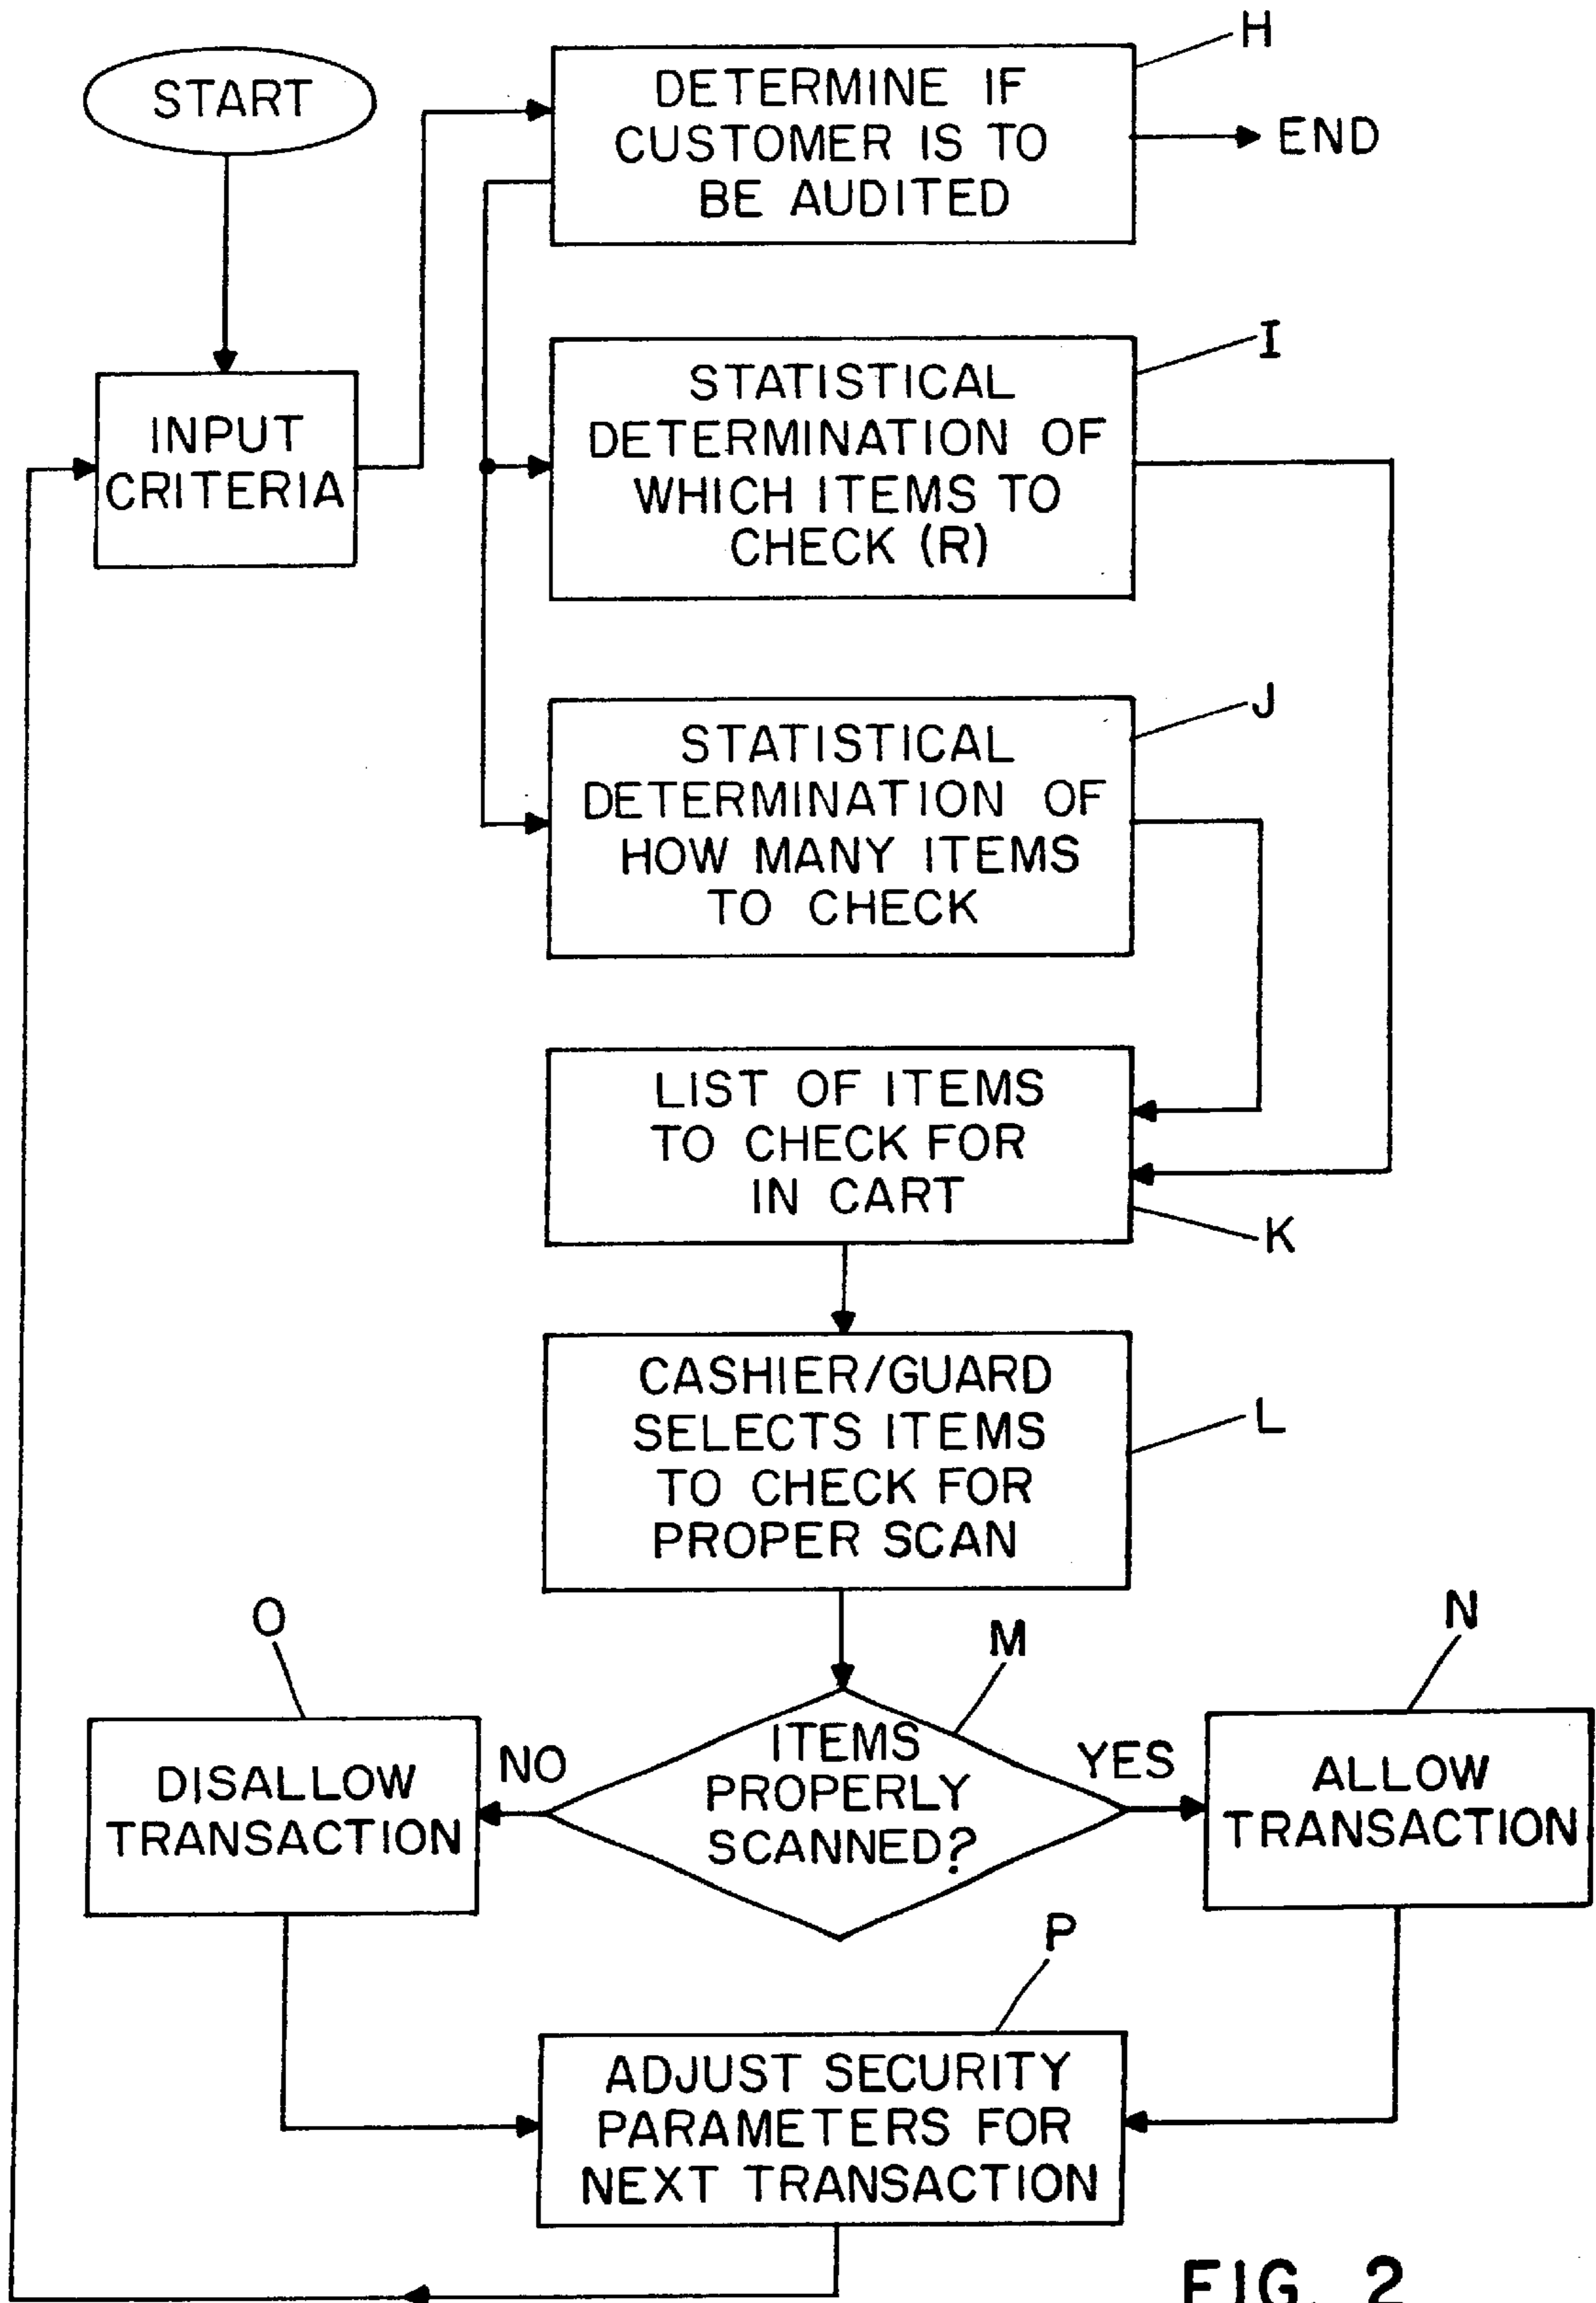 START
H
DETERMINE IF
CUSTOMER IS TO
BE AUDITED
END
INPUT
CRITERIA
I
STATISTICAL
DETERMINATION OF
WHICH ITEMS TO
CHECK (R)
J
STATISTICAL
DETERMINATION OF
HOW MANY ITEMS
TO CHECK
LIST OF ITEMS
TO CHECK FOR
IN CART
K
CASHIER/GUARD
SELECTS ITEMS
TO CHECK FOR
PROPER SCAN
L
M
ITEMS
PROPERLY
SCANNED?
NO
YES
O
DISALLOW
TRANSACTION
N
ALLOW
TRANSACTION
P
ADJUST SECURITY
PARAMETERS FOR
NEXT TRANSACTION
FIG. 2